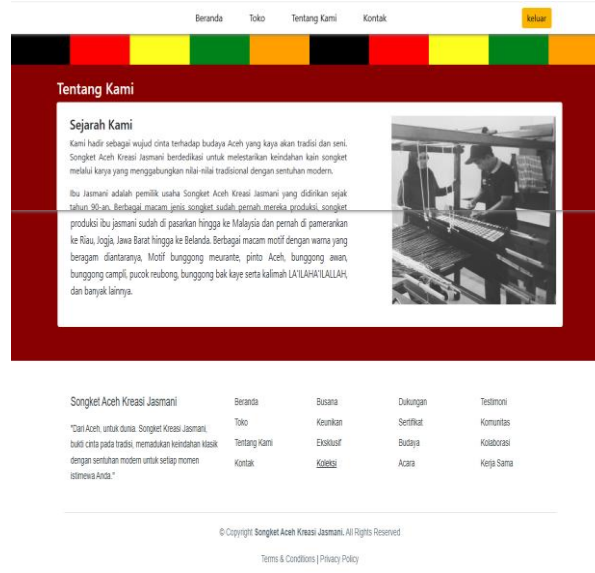 Beranda Toko Tentang Kami Kontak keluar
Tentang Kami
Sejarah Kami
Kami hadir sebagai wujud cinta terhadap budaya Aceh yang kaya akan tradisi dan seni.
Songket Aceh Kreasi Jasmani berdedikasi untuk melestarikan keindahan kain songket
melalui karya yang menggabungkan nilai-nilai tradisional dengan sentuhan modern.
Ibu Jasmani adalah pemilik usaha Songket Aceh Kreasi Jasmani yang didirikan sejak
tahun 90-an. Berbagai macam jenis songket sudah pernah mereka produksi, songket
produksi ibu jasmani sudah di pasarkan hingga ke Malaysia dan pernah di pamerankan
ke Riau, Jogja, Jawa Barat hingga ke Belanda. Berbagai macam motif dengan warna yang
beragam diantaranya, Motif bunggong meurante, pinto Aceh, bunggong awan,
bunggong campli, pucok reubong, bunggong bak kaye serta kalimah LA'ILAHA'ILALLAH,
dan banyak lainnya.
Songket Aceh Kreasi Jasmani
"Dari Aceh, untuk dunia. Songket Kreasi Jasmani,
bukti cinta pada tradisi, memadukan keindahan klasik
dengan sentuhan modern untuk setiap momen
istimewa Anda."
Beranda
Toko
Tentang Kami
Kontak
Busana
Keunikan
Eksklusif
Koleksi
Dukungan
Sertifikat
Budaya
Acara
Testimoni
Komunitas
Kolaborasi
Kerja Sama
© Copyright Songket Aceh Kreasi Jasmani. All Rights Reserved
Terms & Conditions | Privacy Policy